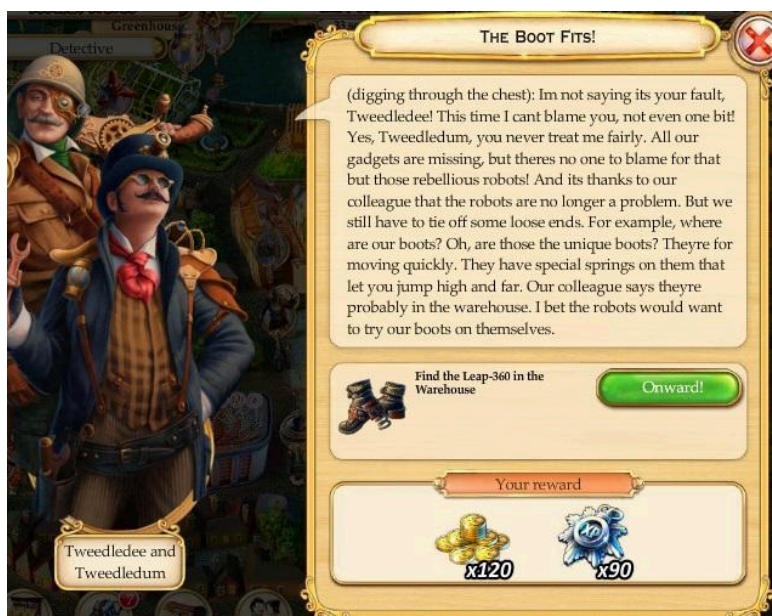 Greenhouse
Detective
THE BOOT FITS!
(digging through the chest): Im not saying its your fault,
Tweedledee! This time I cant blame you, not even one bit!
Yes, Tweedledum, you never treat me fairly. All our
gadgets are missing, but theres no one to blame for that
but those rebellious robots! And its thanks to our
colleague that the robots are no longer a problem. But we
still have to tie off some loose ends. For example, where
are our boots? Oh, are those the unique boots? Theyre for
moving quickly. They have special springs on them that
let you jump high and far. Our colleague says theyre
probably in the warehouse. I bet the robots would want
to try our boots on themselves.
Find the Leap-360 in the
Warehouse
Onward!
Your reward
XP
x120
x90
Tweedledee and
Tweedledum
7